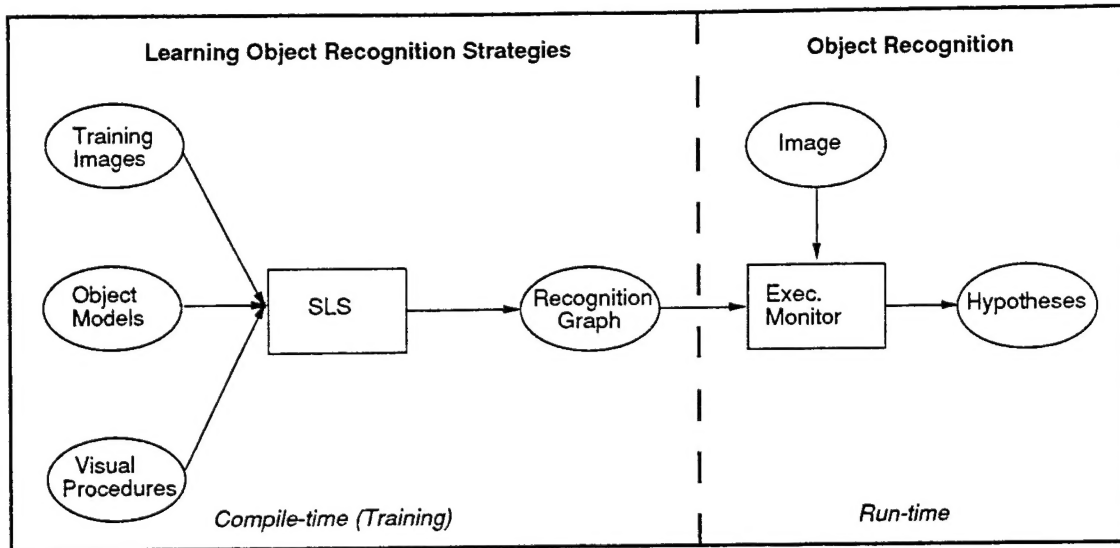 Learning Object Recognition Strategies
Object Recognition
Training
Images
Image
Object
Models
SLS
Recognition
Graph
Exec.
Monitor
Hypotheses
Visual
Procedures
Compile-time (Training)
Run-time